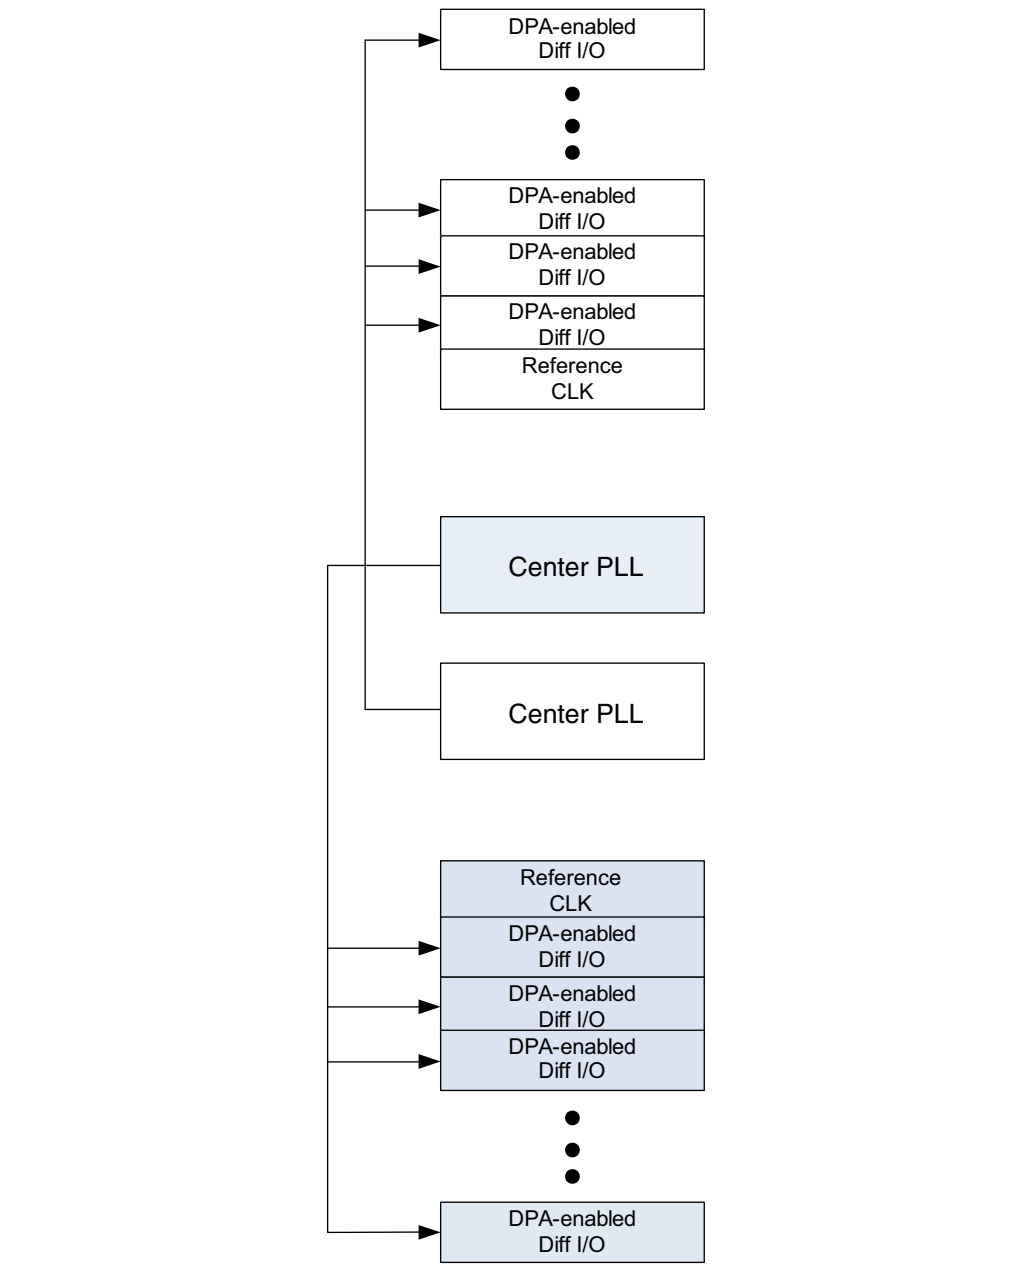 DPA-enabled
Diff I/O
DPA-enabled
Diff I/O
DPA-enabled
Diff I/O
DPA-enabled
Diff I/O
Reference
CLK
Center PLL
Center PLL
Reference
CLK
DPA-enabled
Diff I/O
DPA-enabled
Diff I/O
DPA-enabled
Diff I/O
DPA-enabled
Diff I/O